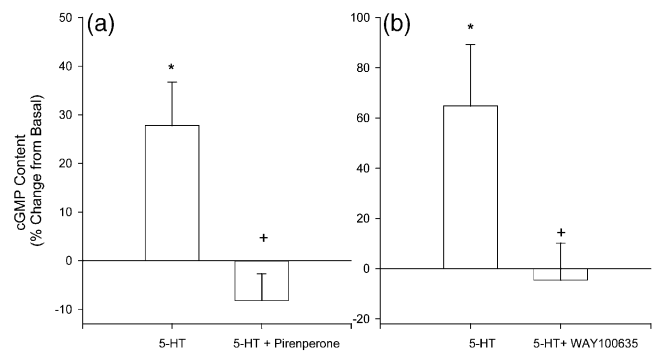 (a)
(b)
cGMP Content
(% Change from Basal)
50
40
30
20
10
0
-10
*
+
5-HT
5-HT + Pirenperone
100
80
60
40
20
0
-20
*
+
5-HT
5-HT+ WAY100635